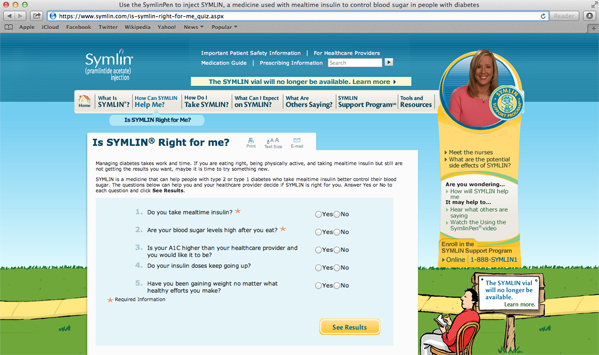 Use the SymlinPen to inject SYMLIN, a medicine used with mealtime insulin to control blood sugar in people with diabetes
https://www.symlin.com/is-symlin-right-for-me_quiz.aspx
Reader
Apple iCloud Facebook Twitter Wikipedia Yahoo! News Popular
Symlin®
(pramlintide acetate)
injection
Important Patient Safety Information | For Healthcare Providers
Medication Guide | Prescribing Information Search
The SYMLIN vial will no longer be available. Learn more
Home
What Is SYMLIN®?
How Can SYMLIN Help Me?
How Do I Take SYMLIN?
What Can I Expect on SYMLIN?
What Are Others Saying?
SYMLIN Support Program
Tools and Resources
Is SYMLIN Right for Me?
Is SYMLIN® Right for me?
Print
Text Size
E-mail
Managing diabetes takes work and time. If you are eating right, being physically active, and taking mealtime insulin but still are
not getting the results you want, maybe it is time to try something new.
SYMLIN is a medicine that can help people with type 2 or type 1 diabetes who take mealtime insulin better control their blood
sugar. The questions below can help you and your healthcare provider decide if SYMLIN is right for you. Answer Yes or No to
each question and click See Results.
1. Do you take mealtime insulin? * Yes No
2. Are your blood sugar levels high after you eat? * Yes No
3. Is your A1C higher than your healthcare provider and
you would like it to be? Yes No
4. Do your insulin doses keep going up? Yes No
5. Have you been gaining weight no matter what
healthy efforts you make? Yes No
* Required Information
See Results
Meet the nurses
What are the potential
side effects of SYMLIN?
Are you wondering...
How will SYMLIN help
me
It may help to...
Hear what others are
saying
Watch the Using the
SymlinPen® video
Enroll in the
SYMLIN Support Program
Online | 1-888-SYMLIN1
The SYMLIN vial
will no longer be
available.
Learn more.